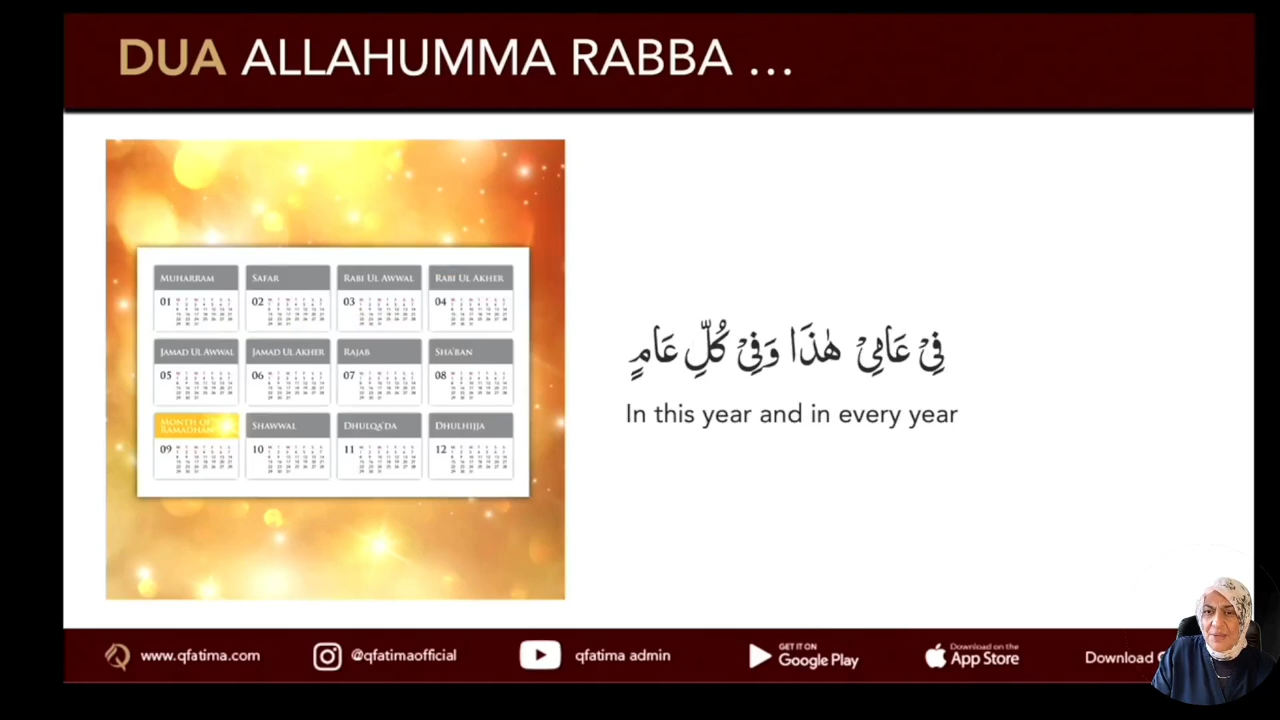 DUA ALLAHUMMA RABBA ...
MUHARRAM
01
SAFAR
02
RABI UL AWWAL
03
RABI UL AKHER
04
JAMAD UL AWWAL
05
JAMAD UL AKHER
06
RAJAB
07
SHA'BAN
08
MONTH OF
RAMADHAN
09
SHAWWAL
10
DHULQA'DA
11
DHULHIJJA
12
فِيْ عَامِيْ هٰذَا وَفِيْ كُلِّ عَامٍ
In this year and in every year
www.qfatima.com
@qfatimaofficial
qfatima admin
GET IT ON
Google Play
Download on the
App Store
Download